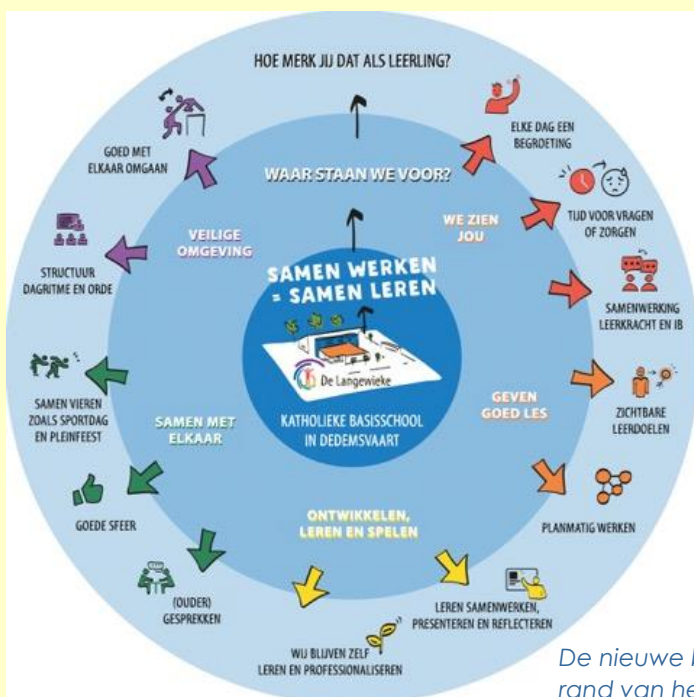 HOE MERK JIJ DAT ALS LEERLING?
WAAR STAAN WE VOOR?
SAMEN WERKEN
= SAMEN LEREN
De Langewieke
KATHOLIEKE BASISSCHOOL
IN DEDEMSVAART
WE ZIEN
JOU
ELKE DAG EEN
BEGROETING
TIJD VOOR VRAGEN
OF ZORGEN
SAMENWERKING
LEERKRACHT EN IB
GEVEN
GOED LES
ZICHTBARE
LEERDOELEN
PLANMATIG WERKEN
ONTWIKKELEN,
LEREN EN SPELEN
LEREN SAMENWERKEN,
PRESENTEREN EN REFLECTEREN
WIJ BLIJVEN ZELF
LEREN EN PROFESSIONALISEREN
SAMEN MET
ELKAAR
(OUDER)
GESPREKKEN
GOEDE SFEER
SAMEN VIEREN
ZOALS SPORTDAG
EN PLEINFEEST
VEILIGE
OMGEVING
STRUCTUUR
DAGRITME EN ORDE
GOED MET
ELKAAR OMGAAN
De nieuwe
rand van he